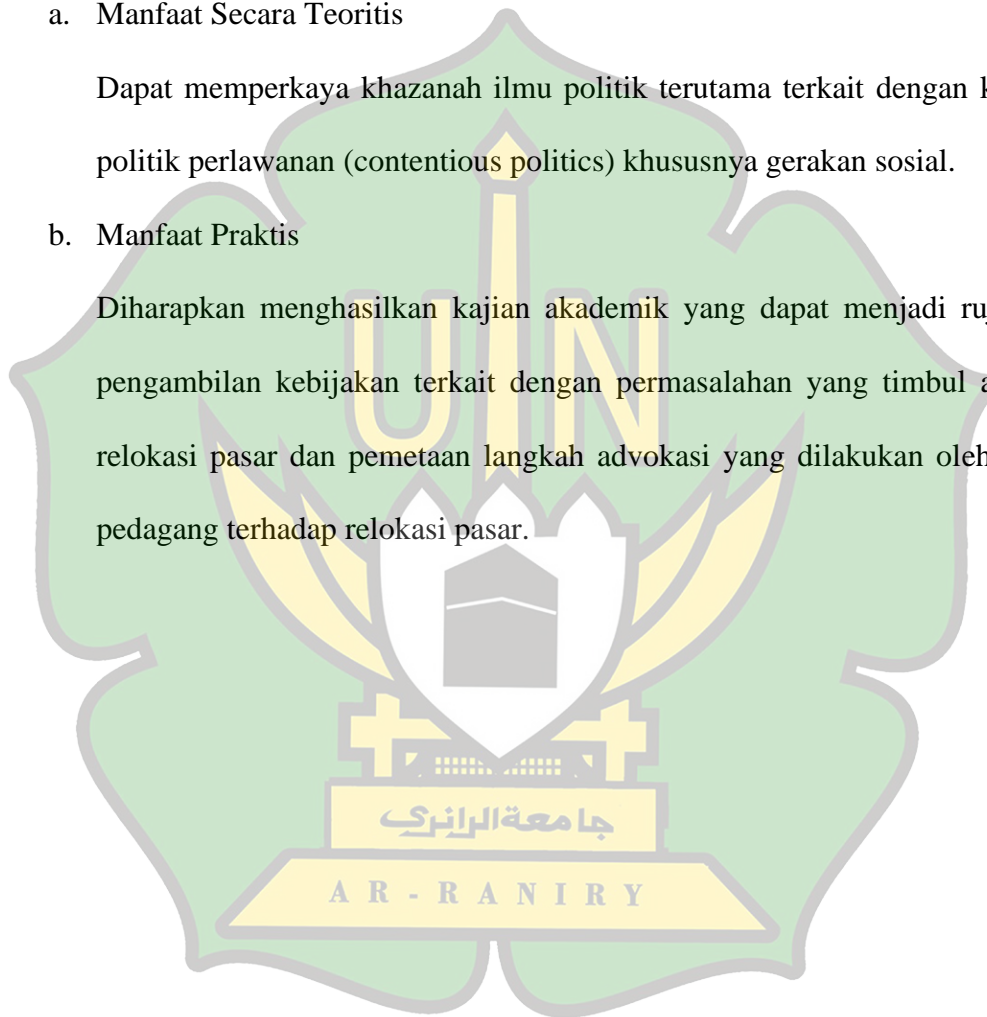 a. Manfaat Secara Teoritis
Dapat memperkaya khazanah ilmu politik terutama terkait dengan
politik perlawanan (contentious politics) khususnya gerakan sosial.
b. Manfaat Praktis
Diharapkan menghasilkan kajian akademik yang dapat menjadi
pengambilan kebijakan terkait dengan permasalahan yang timbul
relokasi pasar dan pemetaan langkah advokasi yang dilakukan oleh
pedagang terhadap relokasi pasar.
UIN
جامعة الرانري
AR-RANIRY